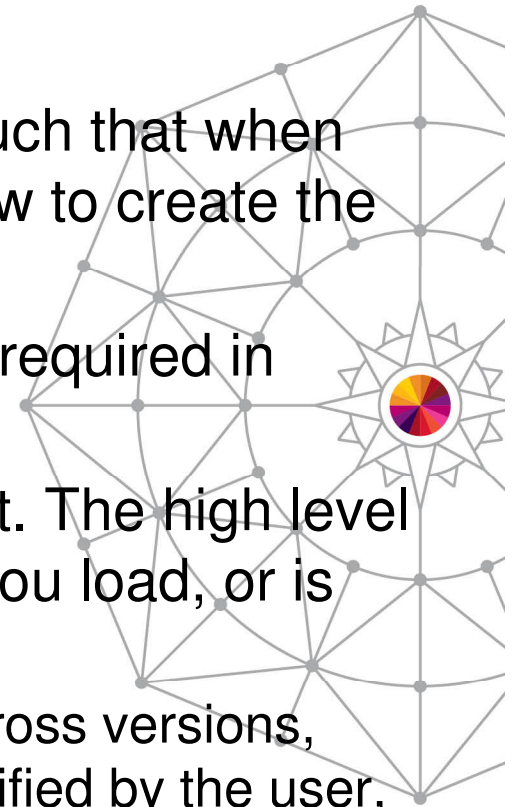 uch that when
w to create the
required in
t. The high level
ou load, or is
ross versions,
ified by the user,